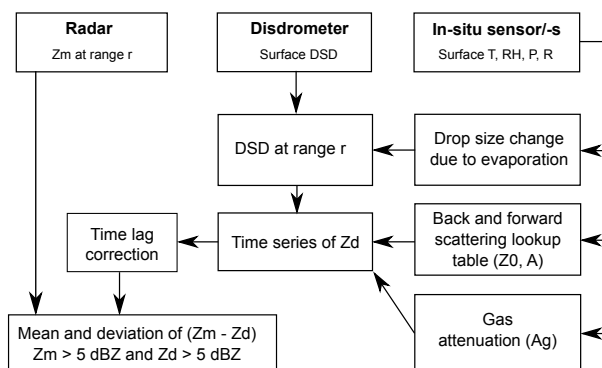 Radar
Zm at range r
Disdrometer
Surface DSD
In-situ sensor/-s
Surface T, RH, P, R
DSD at range r
Drop size change
due to evaporation
Time lag
correction
Time series of Zd
Back and forward
scattering lookup
table (Z0, A)
Mean and deviation of (Zm - Zd)
Zm > 5 dBZ and Zd > 5 dBZ
Gas
attenuation (Ag)